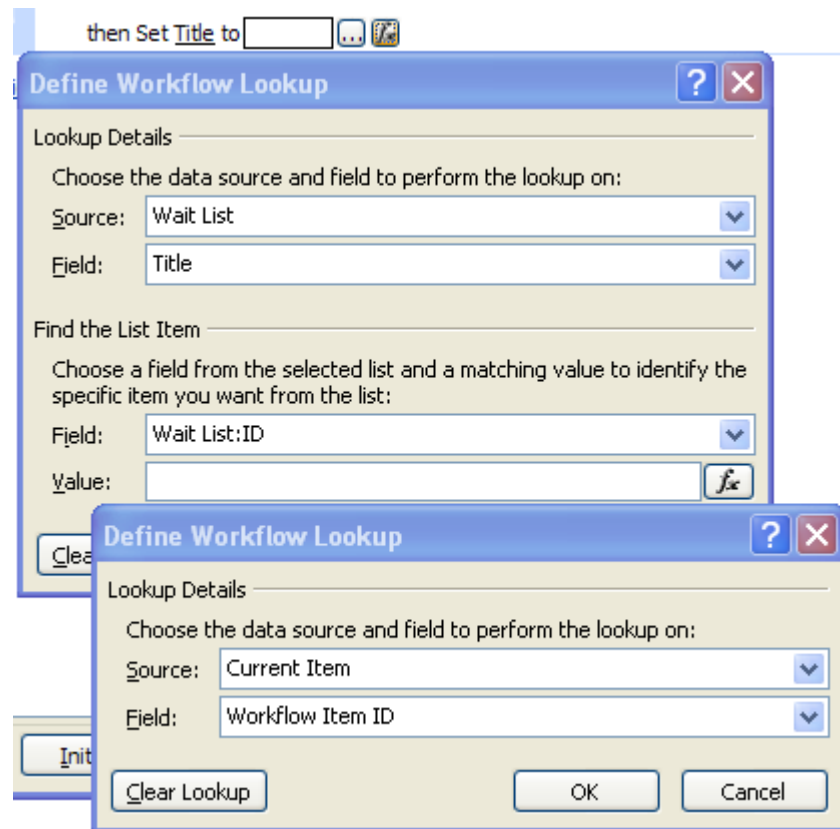 then Set Title to ...
Define Workflow Lookup
Lookup Details
Choose the data source and field to perform the lookup on:
Source: Wait List
Field: Title
Find the List Item
Choose a field from the selected list and a matching value to identify the
specific item you want from the list:
Field: Wait List:ID
Value: fx
Clea
Define Workflow Lookup
Lookup Details
Choose the data source and field to perform the lookup on:
Source: Current Item
Field: Workflow Item ID
Init
Clear Lookup OK Cancel